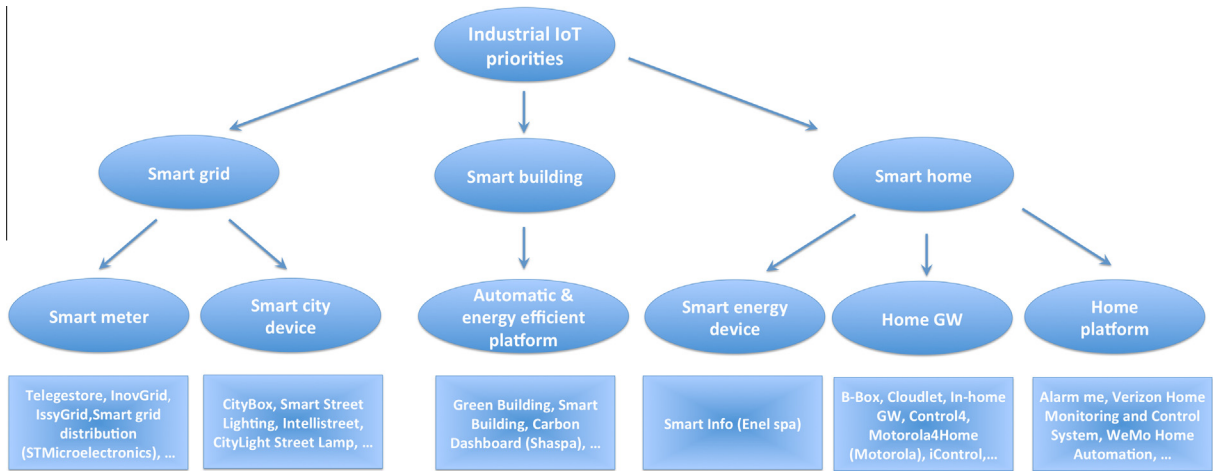 Industrial IoT
priorities
Smart grid
Smart building
Smart home
Smart meter
Smart city
device
Automatic &
energy efficient
platform
Smart energy
device
Home GW
Home
platform
Telegestore, InovGrid,
IssyGrid,Smart grid
distribution
(STMicroelectronics), ...
CityBox, Smart Street
Lighting, Intellistreet,
CityLight Street Lamp, ...
Green Building, Smart
Building, Carbon
Dashboard (Shaspa), ...
Smart Info (Enel spa)
B-Box, Cloudlet, In-home
GW, Control4,
Motorola4Home
(Motorola), iControl,...
Alarm me, Verizon Home
Monitoring and Control
System, WeMo Home
Automation, ...